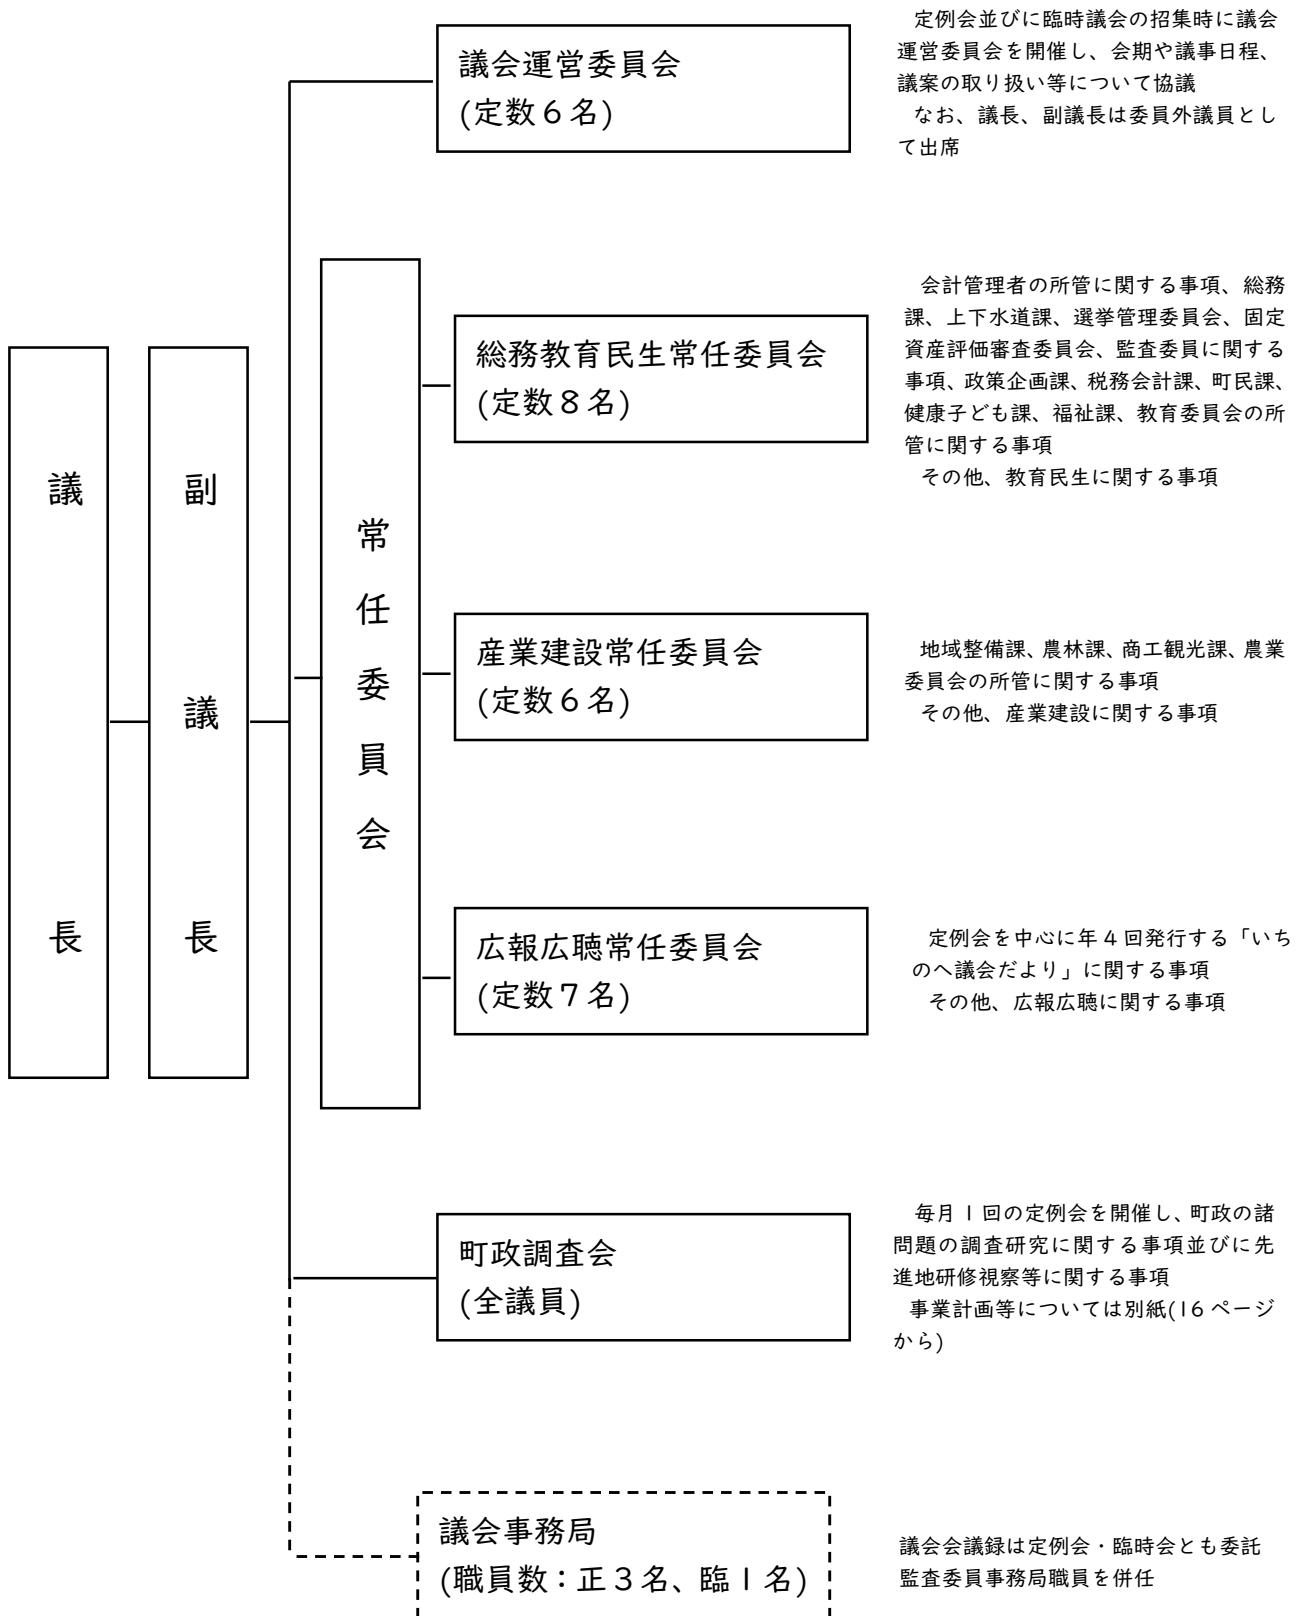 議長
副議長
常任委員会
議会運営委員会
(定数6名)
定例会並びに臨時議会の招集時に議会
運営委員会を開催し、会期や議事日程、
議案の取り扱い等について協議
なお、議長、副議長は委員外議員とし
て出席
総務教育民生常任委員会
(定数8名)
会計管理者の所管に関する事項、総務
課、上下水道課、選挙管理委員会、固定
資産評価審査委員会、監査委員に関する
事項、政策企画課、税務会計課、町民課、
健康子ども課、福祉課、教育委員会の所
管に関する事項
その他、教育民生に関する事項
産業建設常任委員会
(定数6名)
地域整備課、農林課、商工観光課、農業
委員会の所管に関する事項
その他、産業建設に関する事項
広報広聴常任委員会
(定数7名)
定例会を中心に年4回発行する「いち
のへ議会だより」に関する事項
その他、広報広聴に関する事項
町政調査会
(全議員)
毎月1回の定例会を開催し、町政の諸
問題の調査研究に関する事項並びに先
進地研修視察等に関する事項
事業計画等については別紙(16ページ
から)
議会事務局
(職員数：正3名、臨1名)
議会会議録は定例会・臨時会とも委託
監査委員事務局職員を併任